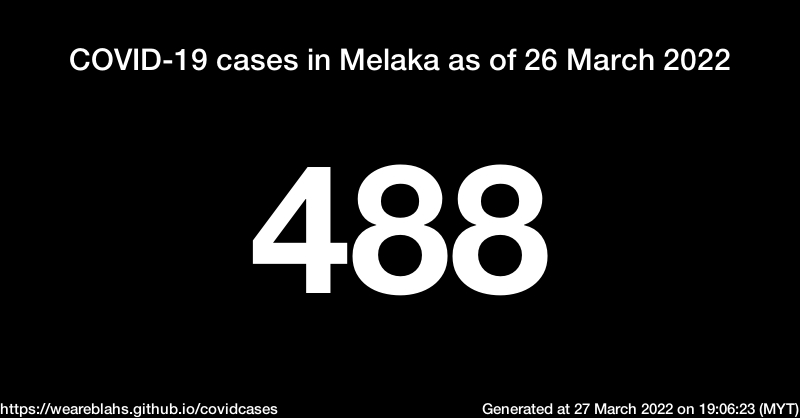 COVID-19 cases in Melaka as of 26 March 2022
488
https://weareblahs.github.io/covidcases
Generated at 27 March 2022 on 19:06:23 (MYT)